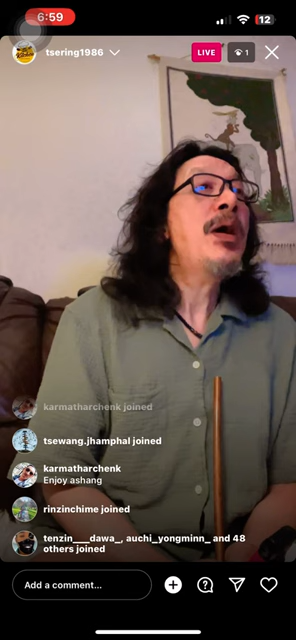 6:59
12
tsering1986
LIVE
1
karmatharchenk joined
tsewang.jhamphal joined
karmatharchenk
Enjoy ashang
rinzinchime joined
tenzin___dawa_, auchi_yongminn_ and 48
others joined
Add a comment...